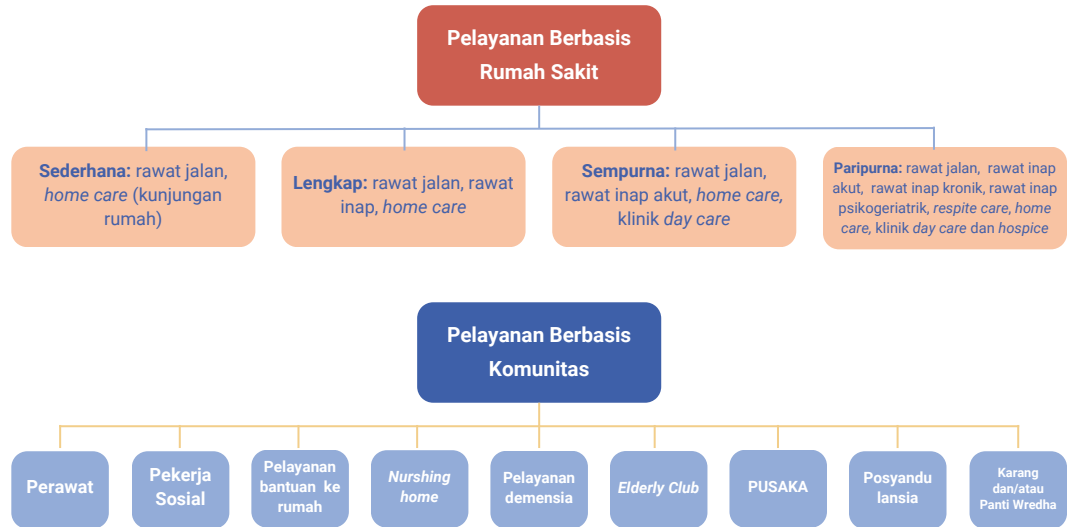 Pelayanan Berbasis
Rumah Sakit
Sederhana: rawat jalan,
home care (kunjungan
rumah)
Lengkap: rawat jalan, rawat
inap, home care
Sempurna: rawat jalan,
rawat inap akut, home care,
klinik day care
Paripurna: rawat jalan, rawat inap
akut, rawat inap kronik, rawat inap
psikogeriatrik, respite care, home
care, klinik day care dan hospice
Pelayanan Berbasis
Komunitas
Perawat
Pekerja
Sosial
Pelayanan
bantuan ke
rumah
Nurshing
home
Pelayanan
demensia
Elderly Club
PUSAKA
Posyandu
lansia
Karang
dan/atau
Panti Wredha